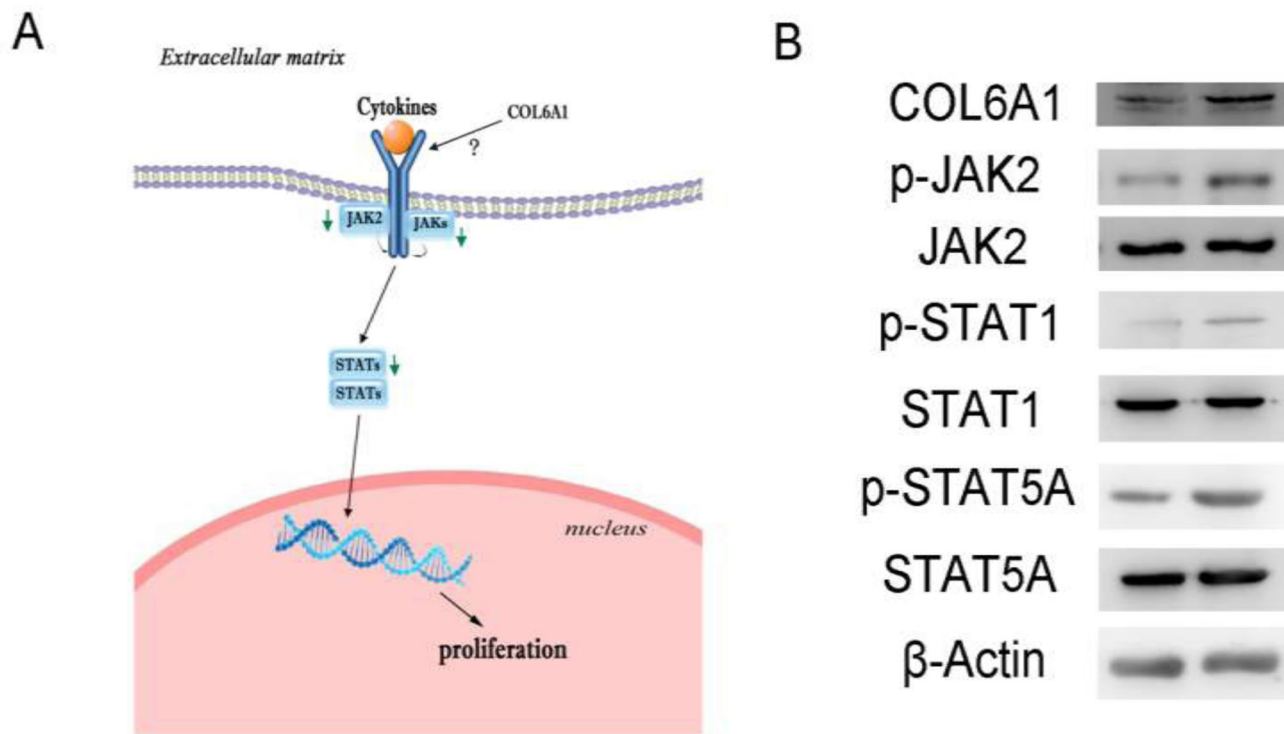 A
Extracellular matrix
Cytokines
COL6A1
?
JAK2
JAKs
STATs
STATs
nucleus
proliferation
B
COL6A1
p-JAK2
JAK2
p-STAT1
STAT1
p-STAT5A
STAT5A
β-Actin